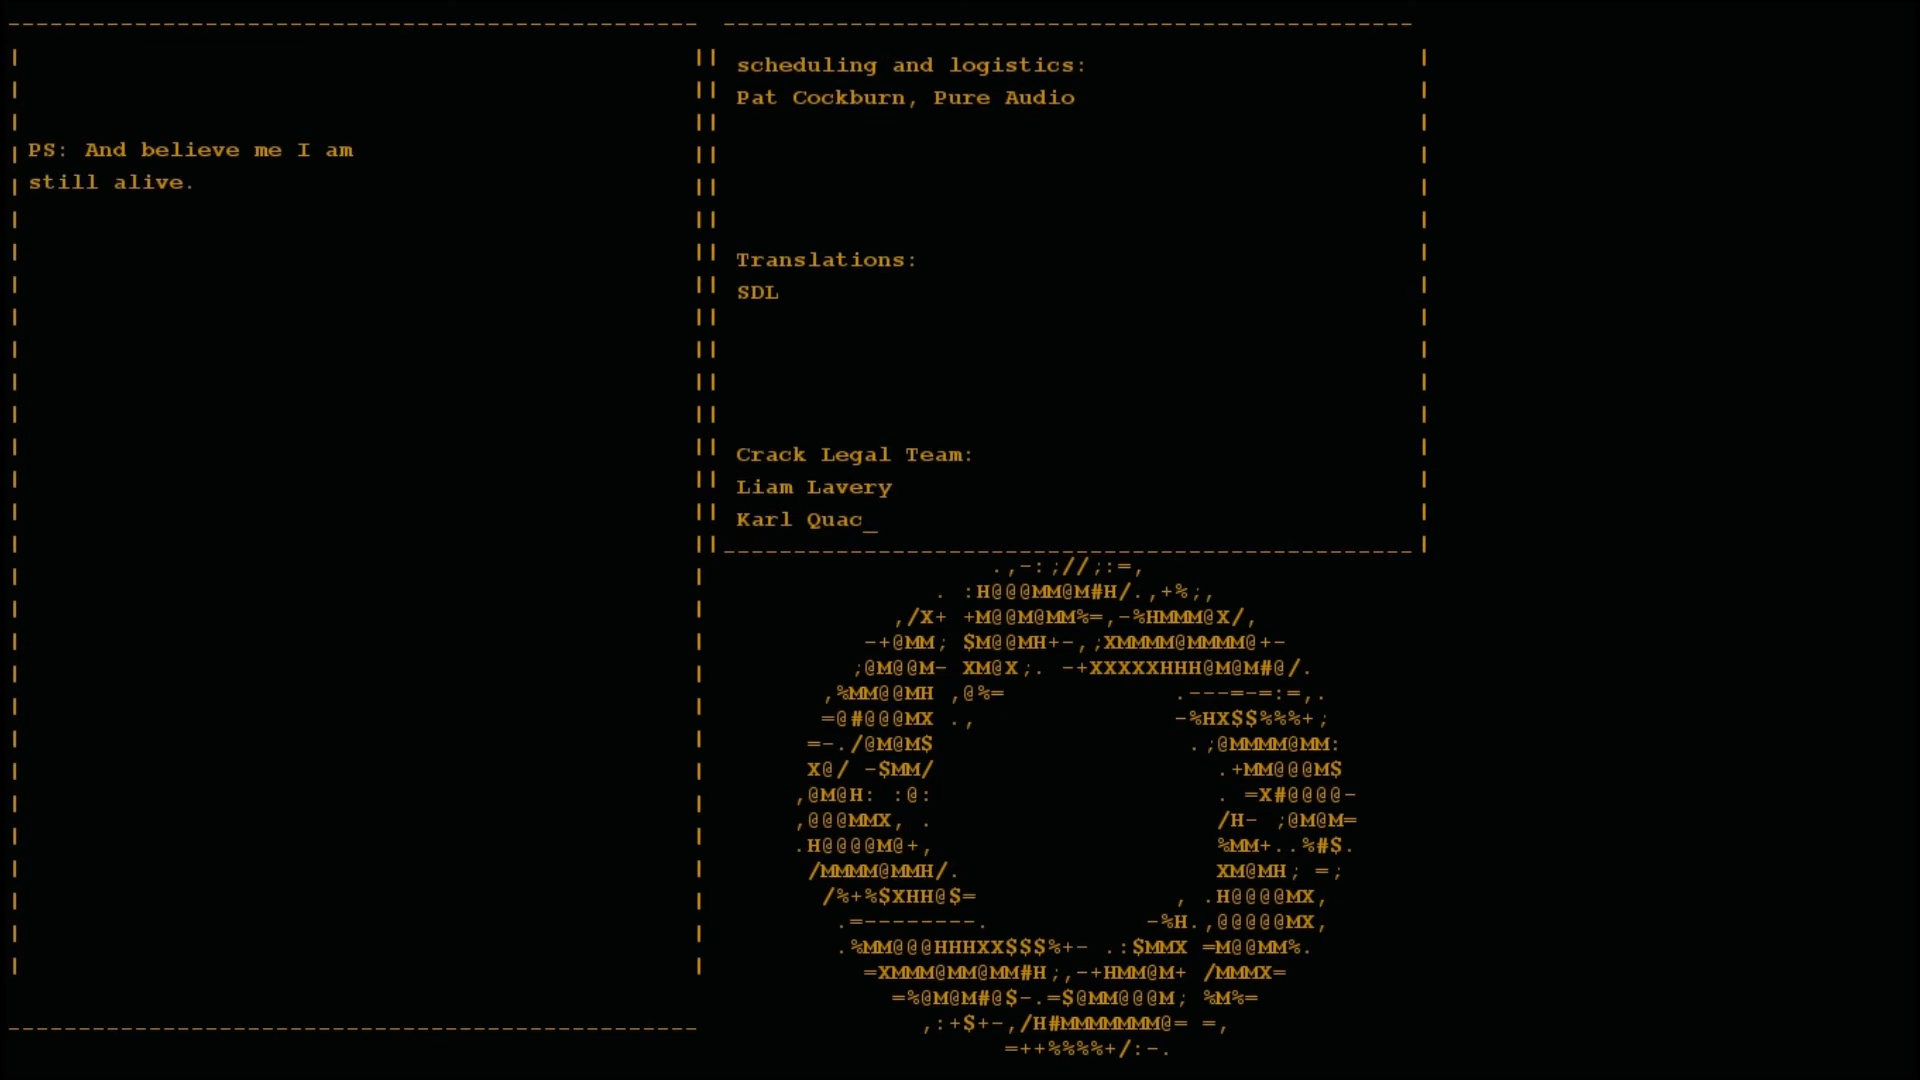 PS: And believe me I am
still alive.
scheduling and logistics:
Pat Cockburn, Pure Audio
Translations:
SDL
Crack Legal Team:
Liam Lavery
Karl Quac_